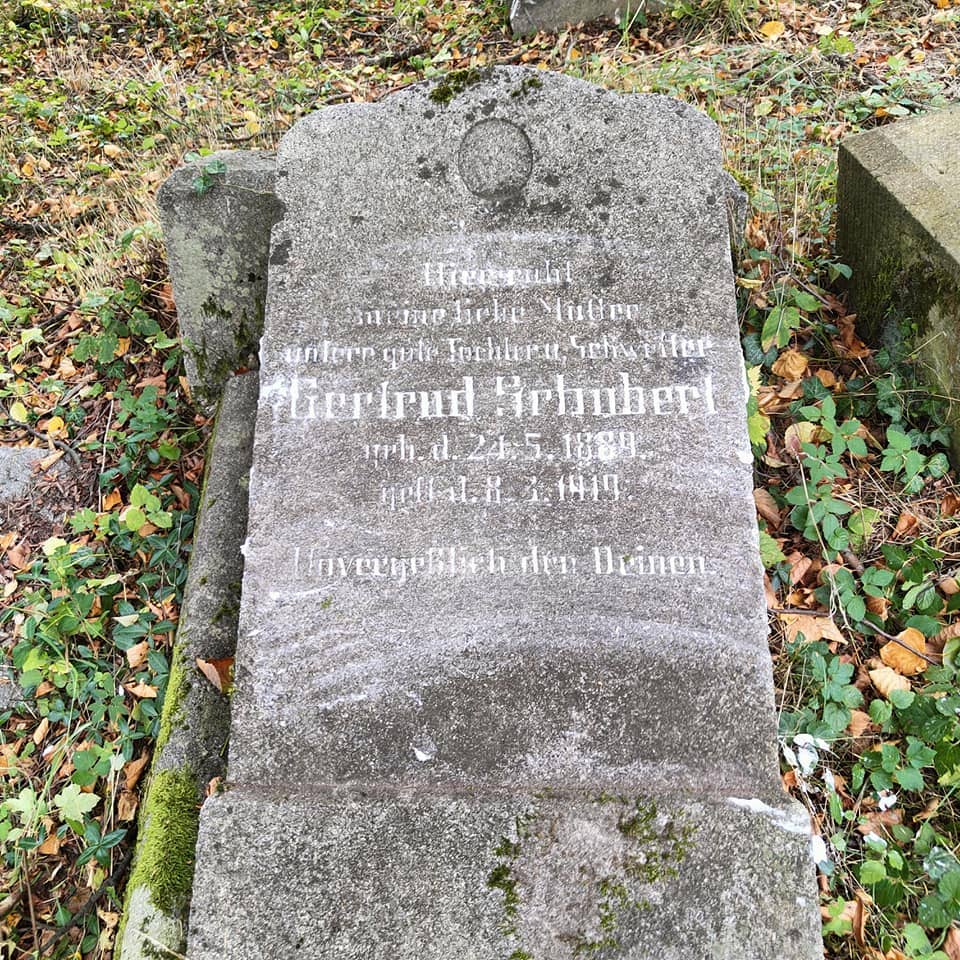 Hier ruht
meine liebe Mutter
unsere gute Tochter u. Schwester
Gertrud Schubert
geb. d. 24. 5. 1889.
gest. d. 8. 3. 1919.
Unvergeßlich den Deinen.